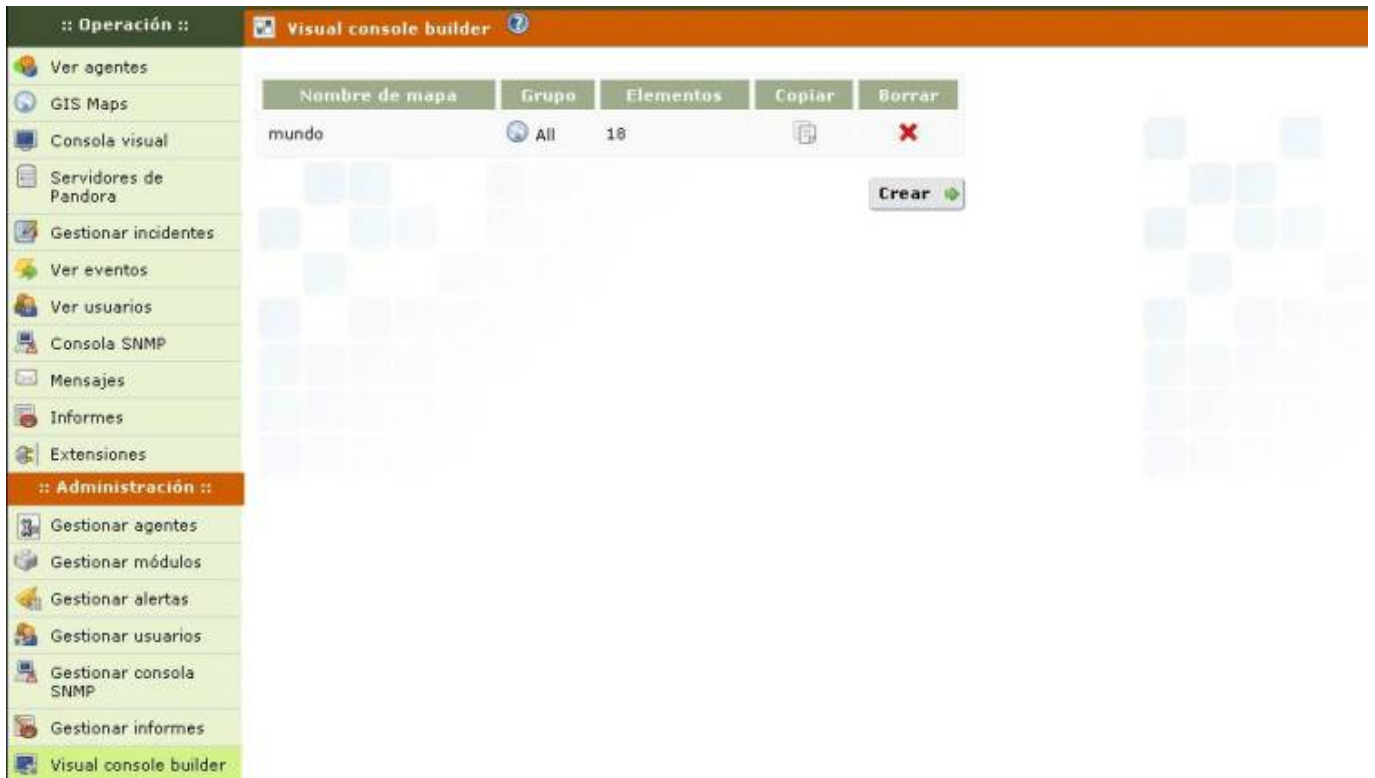 :: Operación ::
Ver agentes
GIS Maps
Consola visual
Servidores de
Pandora
Gestionar incidentes
Ver eventos
Ver usuarios
Consola SNMP
Mensajes
Informes
Extensiones
:: Administración ::
Gestionar agentes
Gestionar módulos
Gestionar alertas
Gestionar usuarios
Gestionar consola
SNMP
Gestionar informes
Visual console builder
Visual console builder ?
Nombre de mapa Grupo Elementos Copiar Borrar
mundo All 18
Crear